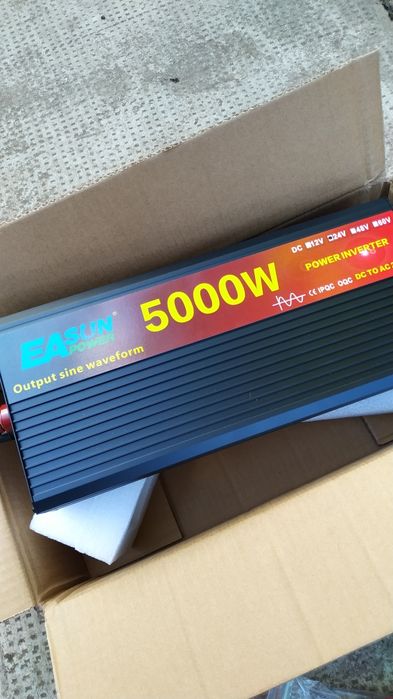 DC ■12V □24V ■48V ■60V
POWER INVERTER
5000W
CE IPQC OQC DC TO AC 2
EASUN®
POWER
Output sine waveform